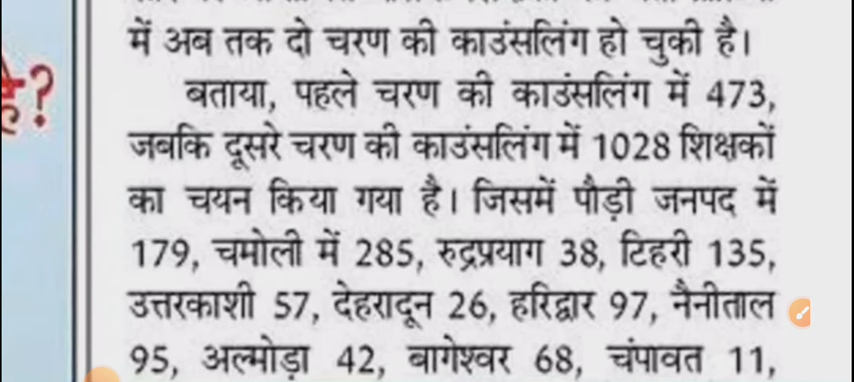 है?
में अब तक दो चरण की काउंसलिंग हो चुकी है।
बताया, पहले चरण की काउंसलिंग में 473,
जबकि दूसरे चरण की काउंसलिंग में 1028 शिक्षकों
का चयन किया गया है। जिसमें पौड़ी जनपद में
179, चमोली में 285, रुद्रप्रयाग 38, टिहरी 135,
उत्तरकाशी 57, देहरादून 26, हरिद्वार 97, नैनीताल
95, अल्मोड़ा 42, बागेश्वर 68, चंपावत 11,